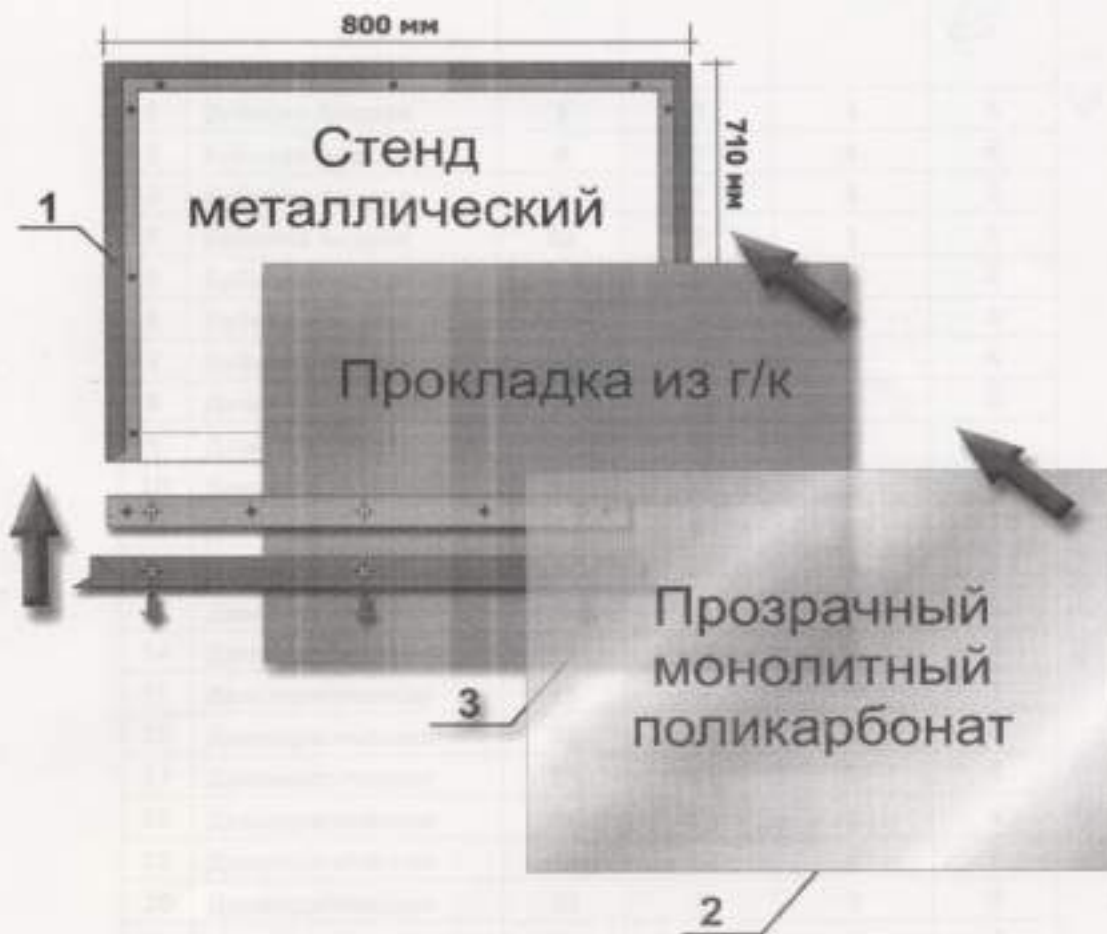 800 мм
710 мм
Стенд
металлический
1
Прокладка из г/к
3
Прозрачный
монолитный
поликарбонат
2